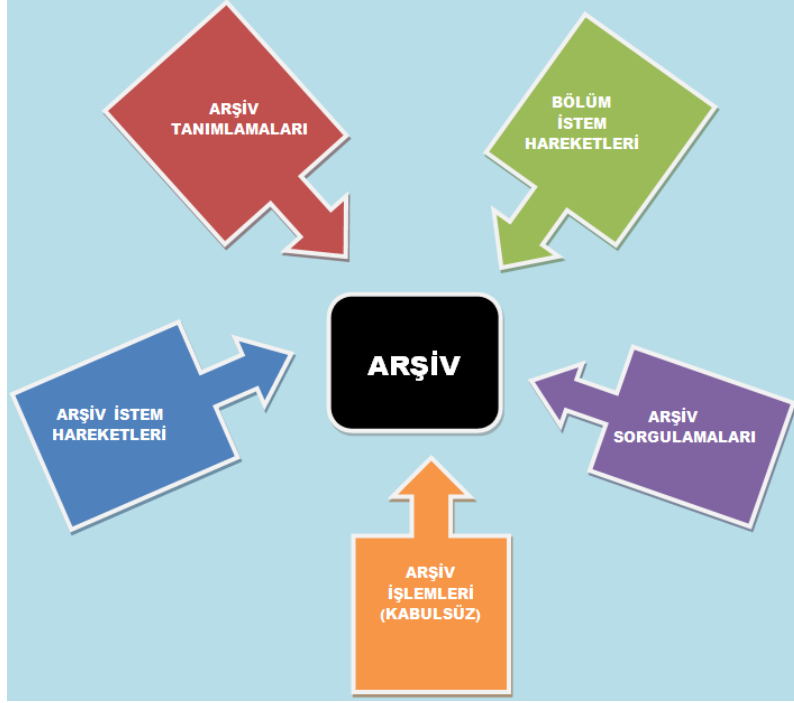 ARŞİV
TANIMLAMALARI
BÖLÜM
İSTEM
HAREKETLERİ
ARŞİV
ARŞİV İSTEM
HAREKETLERİ
ARŞİV
SORGULAMALARI
ARŞİV
İŞLEMLERİ
(KABULSÜZ)